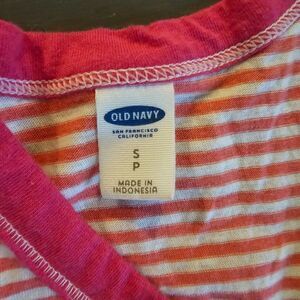 OLD NAVY
SAN FRANCISCO
CALIFORNIA
S
P
MADE IN
INDONESIA